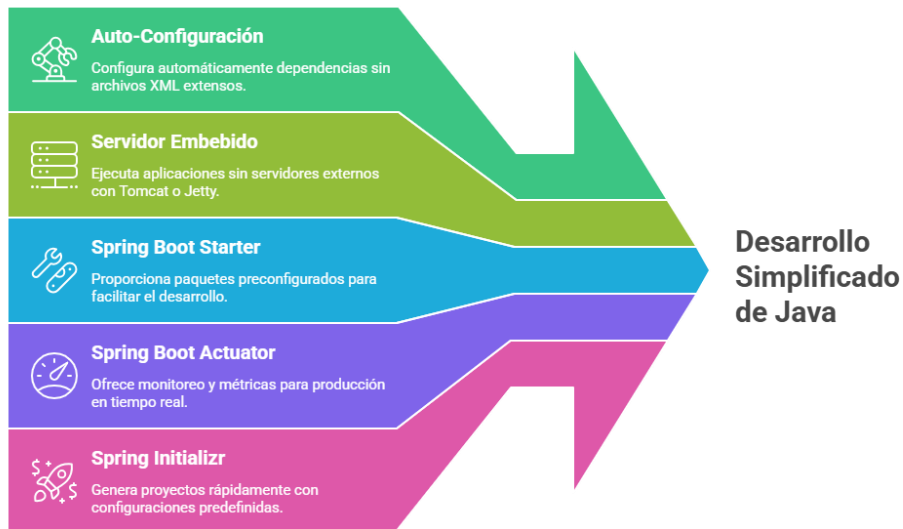 Auto-Configuración
Configura automáticamente dependencias sin
archivos XML extensos.
Servidor Embebido
Ejecuta aplicaciones sin servidores externos
con Tomcat o Jetty.
Spring Boot Starter
Proporciona paquetes preconfigurados para
facilitar el desarrollo.
Spring Boot Actuator
Ofrece monitoreo y métricas para producción
en tiempo real.
Spring Initializr
Genera proyectos rápidamente con
configuraciones predefinidas.
Desarrollo
Simplificado
de Java